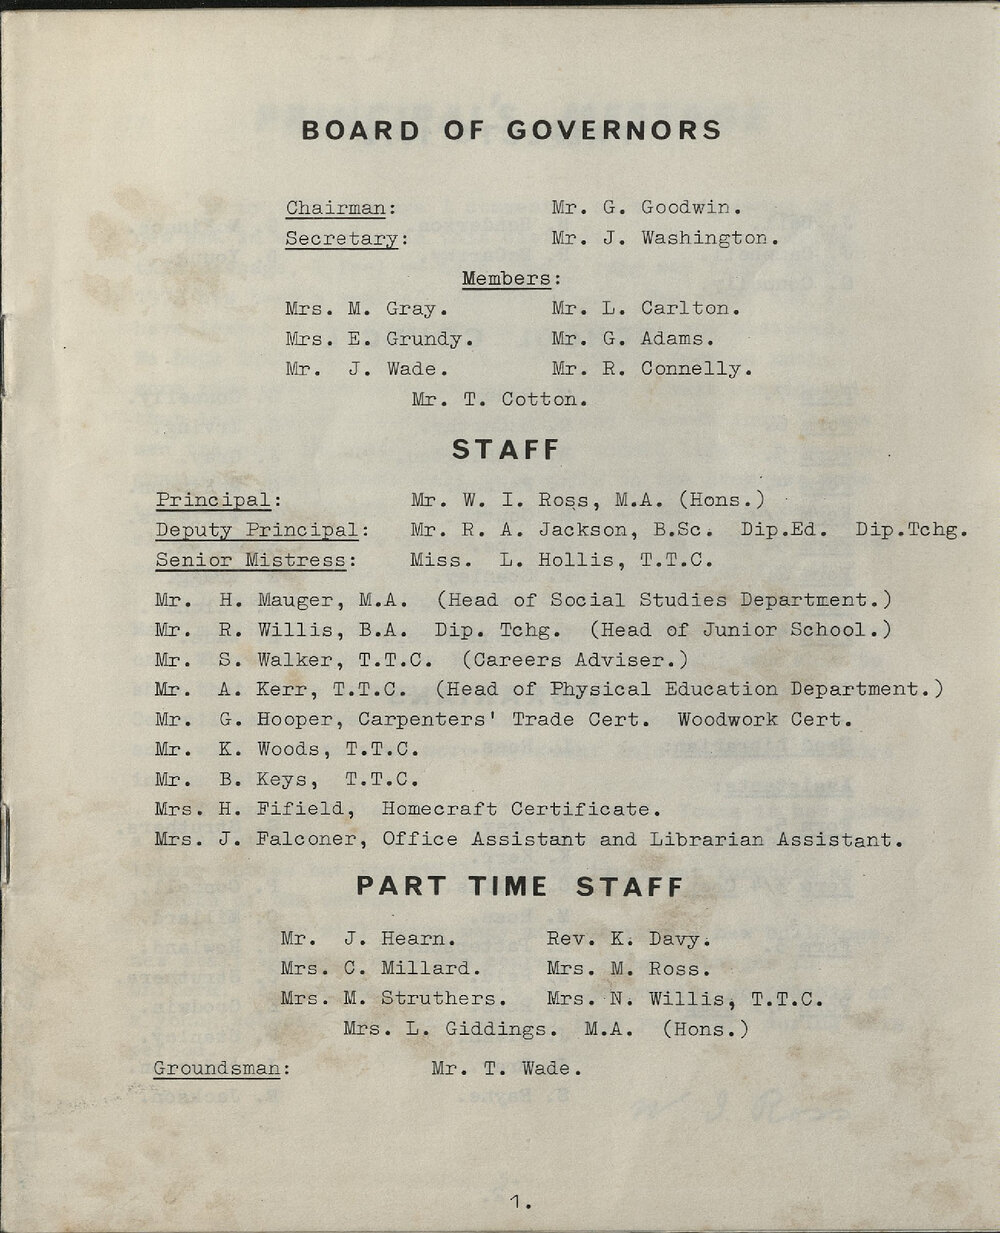 BOARD OF GOVERNORS
Chairman: Mr. G. Goodwin.
Secretary: Mr. J. Washington.
Members:
Mrs. M. Gray. Mr. L. Carlton.
Mrs. E. Grundy. Mr. G. Adams.
Mr. J. Wade. Mr. R. Connelly.
Mr. T. Cotton.
STAFF
Principal: Mr. W. I. Ross, M.A. (Hons.)
Deputy Principal: Mr. R. A. Jackson, B.Sc. Dip.Ed. Dip.Tchg.
Senior Mistress: Miss. L. Hollis, T.T.C.
Mr. H. Mauger, M.A. (Head of Social Studies Department.)
Mr. R. Willis, B.A. Dip. Tchg. (Head of Junior School.)
Mr. S. Walker, T.T.C. (Careers Adviser.)
Mr. A. Kerr, T.T.C. (Head of Physical Education Department.)
Mr. G. Hooper, Carpenters' Trade Cert. Woodwork Cert.
Mr. K. Woods, T.T.C.
Mr. B. Keys, T.T.C.
Mrs. H. Fifield, Homecraft Certificate.
Mrs. J. Falconer, Office Assistant and Librarian Assistant.
PART TIME STAFF
Mr. J. Hearn. Rev. K. Davy.
Mrs. C. Millard. Mrs. M. Ross.
Mrs. M. Struthers. Mrs. N. Willis, T.T.C.
Mrs. L. Giddings. M.A. (Hons.)
Groundsman: Mr. T. Wade.
1.